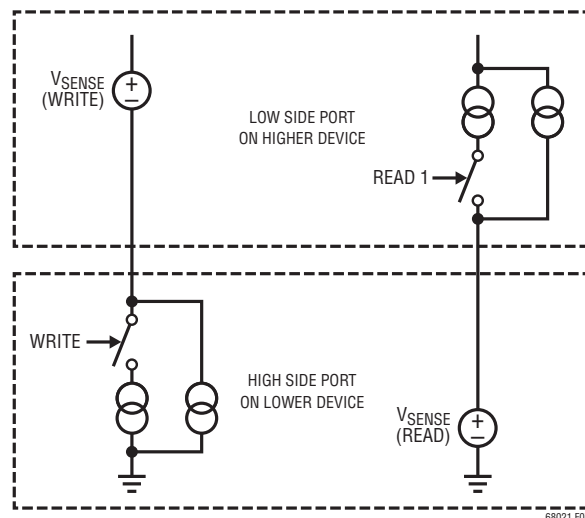 VSENSE
(WRITE)
+
–
LOW SIDE PORT
ON HIGHER DEVICE
READ 1
WRITE
HIGH SIDE PORT
ON LOWER DEVICE
VSENSE
(READ)
+
–